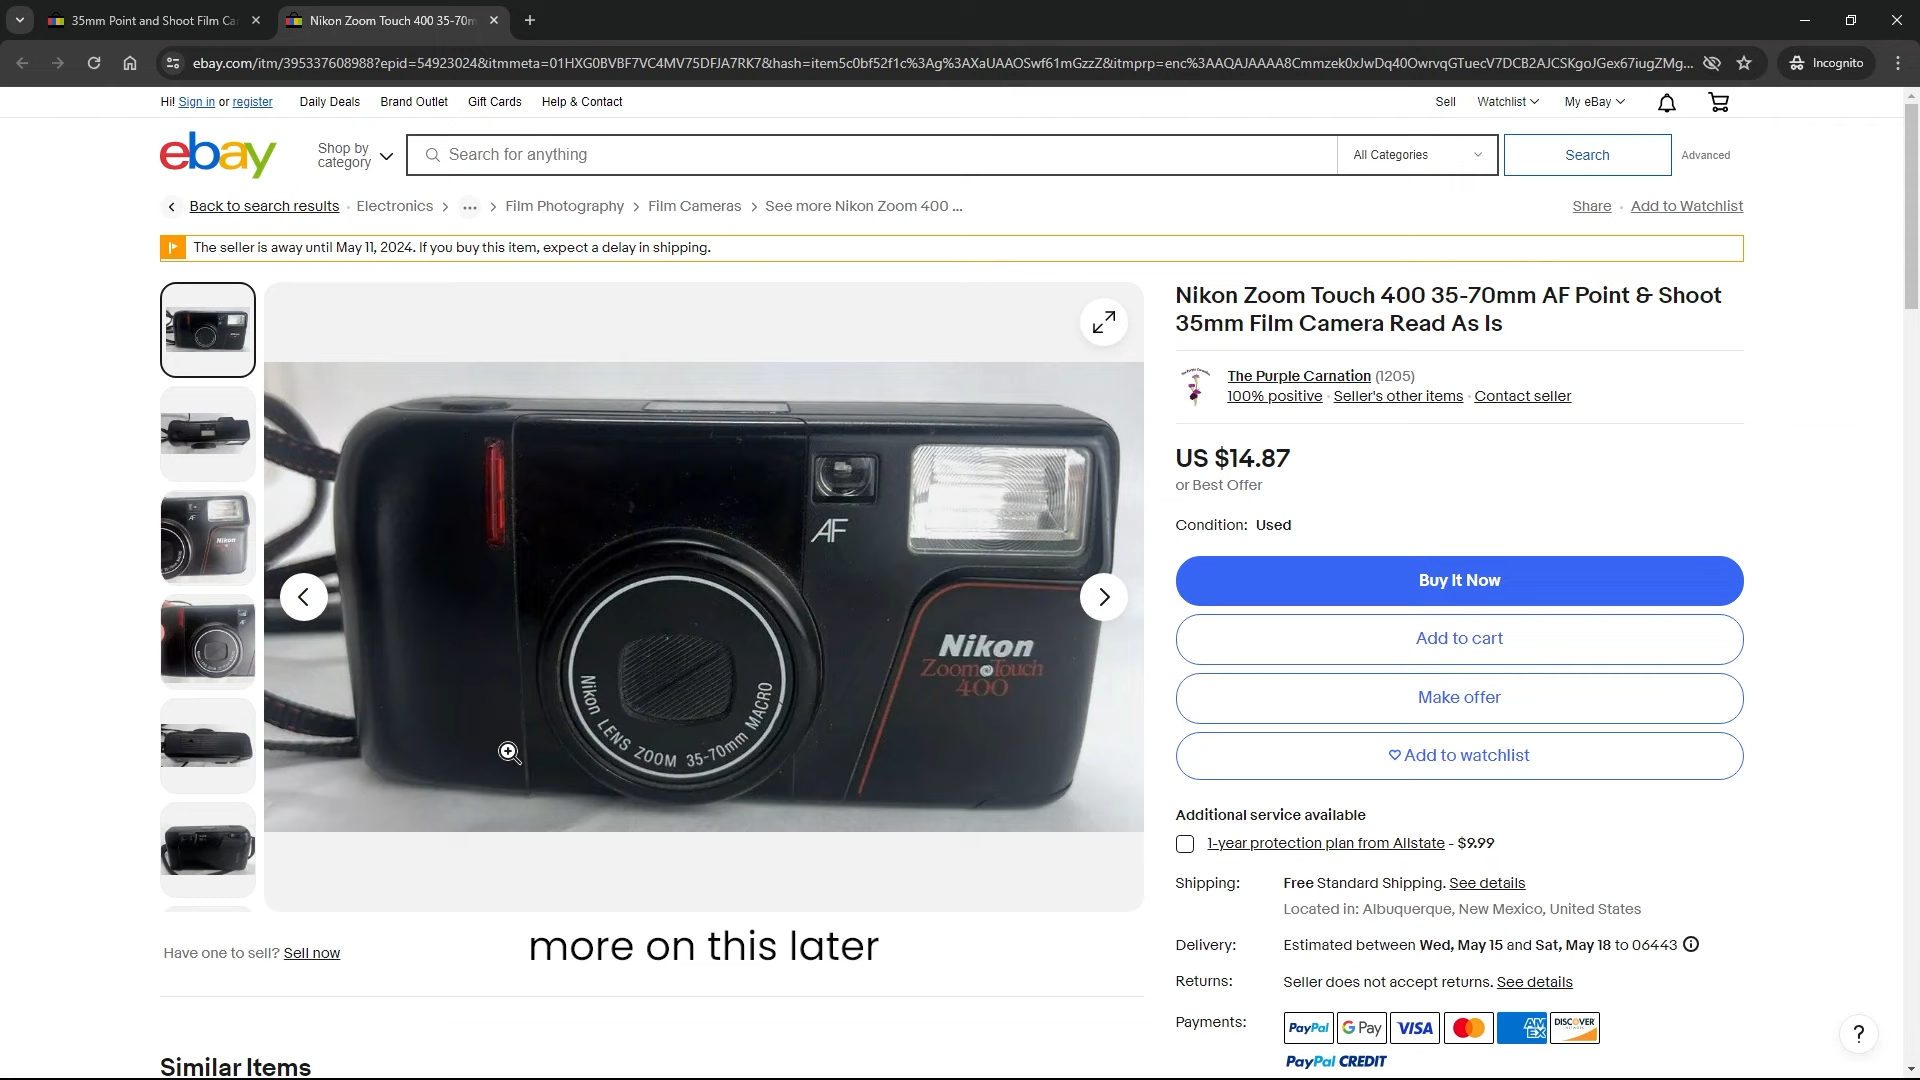 35mm Point and Shoot Film Ca
Nikon Zoom Touch 400 35-70m
ebay.com/itm/395337608988?epid=54923024&itmmeta=01HXG0BVBF7VC4MV75DFJA7RK7&hash=item5c0bf52f1c%3Ag%3AXaUAAOSwf61mGzzZ&itmprp=enc%3AAQAJAAAA8Cmmzek0xJwDq40OwrvqGTuecV7DCB2AJCSKgoJGex67iugZMg...
Incognito
Hi! Sign in or register
Daily Deals
Brand Outlet
Gift Cards
Help & Contact
Sell
Watchlist
My eBay
ebay
Shop by
category
Search for anything
All Categories
Search
Advanced
Back to search results
Electronics
...
Film Photography
Film Cameras
See more Nikon Zoom 400 ...
Share
Add to Watchlist
The seller is away until May 11, 2024. If you buy this item, expect a delay in shipping.
AF
Nikon
Zoom Touch
400
Nikon LENS ZOOM 35-70mm MACRO
Nikon Zoom Touch 400 35-70mm AF Point & Shoot
35mm Film Camera Read As Is
The Purple Carnation (1205)
100% positive
Seller's other items
Contact seller
US $14.87
or Best Offer
Condition: Used
Buy It Now
Add to cart
Make offer
Add to watchlist
Additional service available
1-year protection plan from Allstate - $9.99
Shipping:
Free Standard Shipping. See details
Located in: Albuquerque, New Mexico, United States
Delivery:
Estimated between Wed, May 15 and Sat, May 18 to 06443
Returns:
Seller does not accept returns. See details
Payments:
PayPal
G Pay
VISA
AM
EX
DISCOVER
PayPal CREDIT
Have one to sell? Sell now
more on this later
Similar Items
?